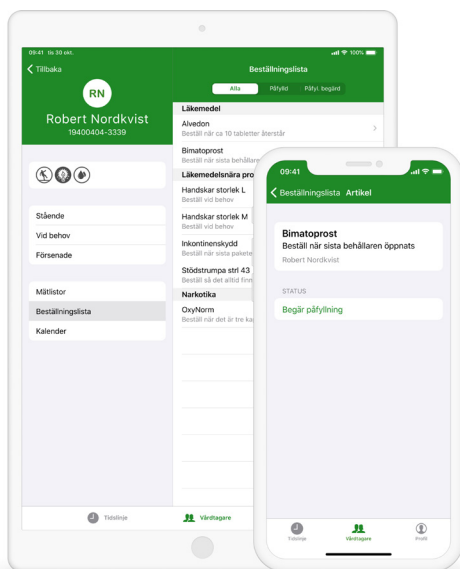 09:41 tis 30 okt.
100%
Tillbaka
RN
Robert Nordkvist
19400404-3339
Stående
Vid behov
Försenade
Mätlistor
Beställningslista
Kalender
Beställningslista
Alla Påfylld Påfyl. begärd
Läkemedel
Alvedon
Beställ när ca 10 tabletter återstår
Bimatoprost
Beställ när sista behållare
Läkemedelsnära pro
Handskar storlek L
Beställ vid behov
Handskar storlek M
Beställ vid behov
Inkontinenskydd
Beställ när sista pakete
Stödstrumpa strl 43
Beställ så det alltid finn
Narkotika
OxyNorm
Beställ när det är tre ka
Tidslinje
Vårdtagare
09:41
Beställningslista Artikel
Bimatoprost
Beställ när sista behållaren öppnats
Robert Nordkvist
STATUS
Begär påfyllning
Tidslinje Vårdtagare Profil